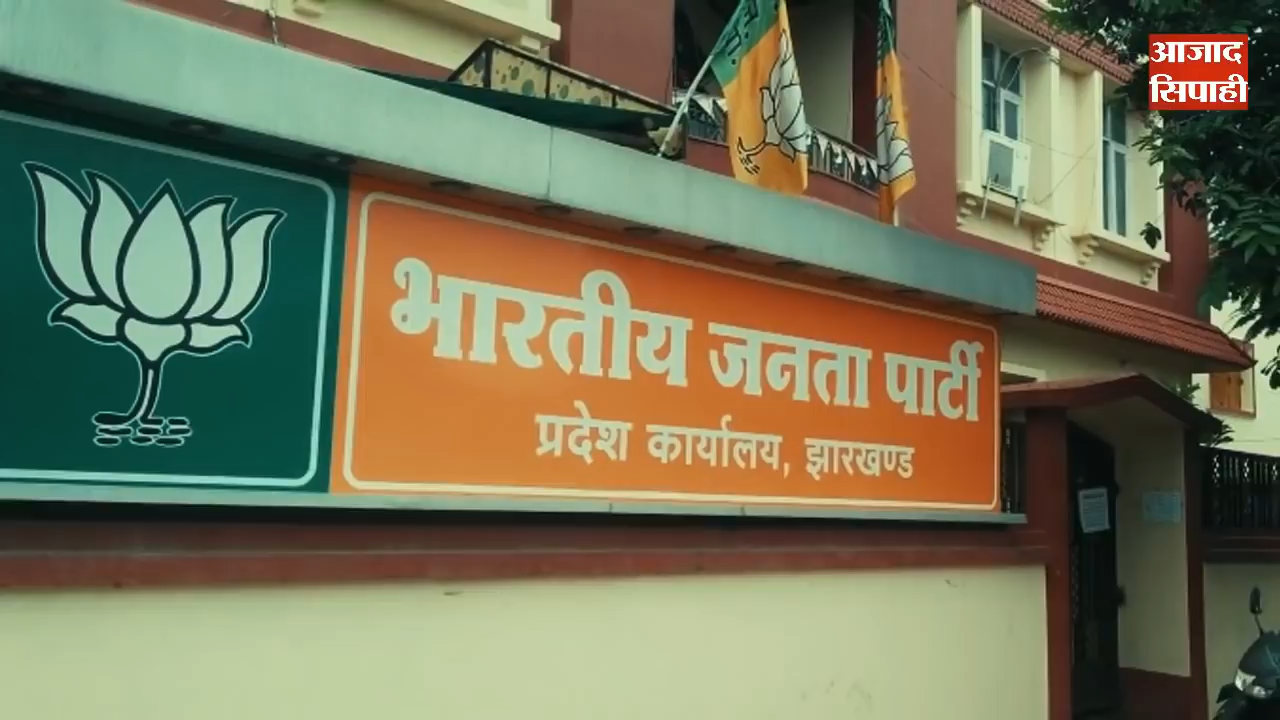 आजाद
सिपाही
भारतीय जनता पार्टी
प्रदेश कार्यालय, झारखण्ड